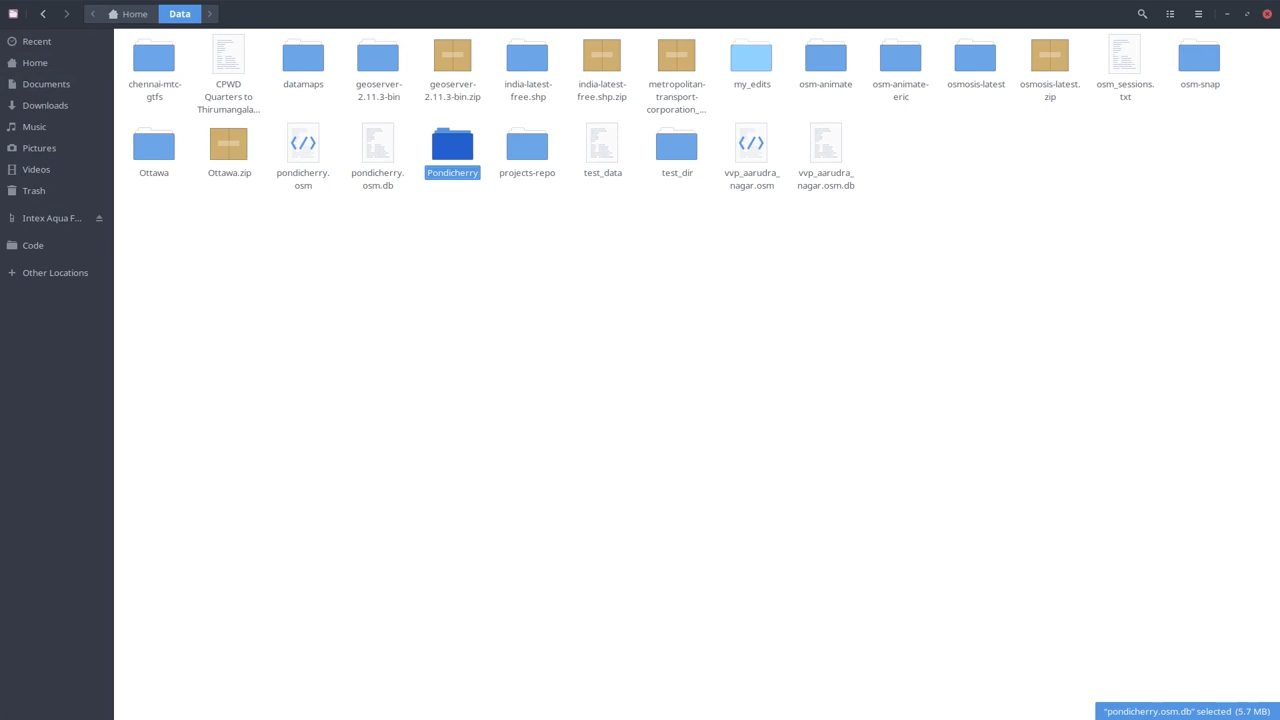 Home
Data
Recent
Home
Documents
Downloads
Music
Pictures
Videos
Trash
Intex Aqua F...
Code
Other Locations
chennai-mtc-
gtfs
CPWD
Quarters to
Thirumangala...
datamaps
geoserver-
2.11.3-bin
geoserver-
2.11.3-bin.zip
india-latest-
free.shp
india-latest-
free.shp.zip
metropolitan-
transport-
corporation_...
my_edits
osm-animate
osm-animate-
eric
osmosis-latest
osmosis-latest.
zip
osm_sessions.
txt
osm-snap
Ottawa
Ottawa.zip
pondicherry.
osm
pondicherry.
osm.db
Pondicherry
projects-repo
test_data
test_dir
vvp_aarudra_
nagar.osm
vvp_aarudra_
nagar.osm.db
"pondicherry.osm.db" selected (5.7 MB)